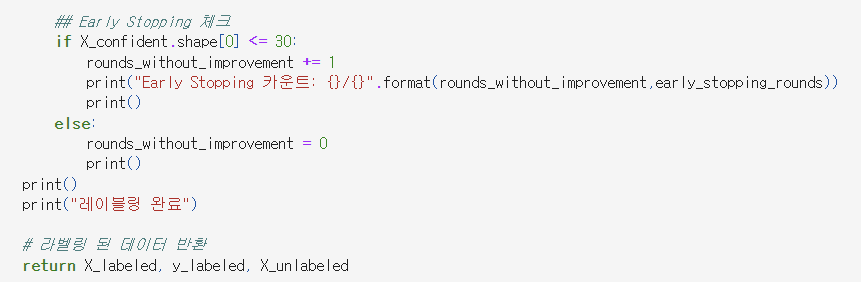 ## Early Stopping 체크
if X_confident.shape[0] <= 30:
rounds_without_improvement += 1
print("Early Stopping 카운트: {}/{}".format(rounds_without_improvement,early_stopping_rounds))
print()
else:
rounds_without_improvement = 0
print()
print()
print("레이블링 완료")
# 라벨링 된 데이터 반환
return X_labeled, y_labeled, X_unlabeled